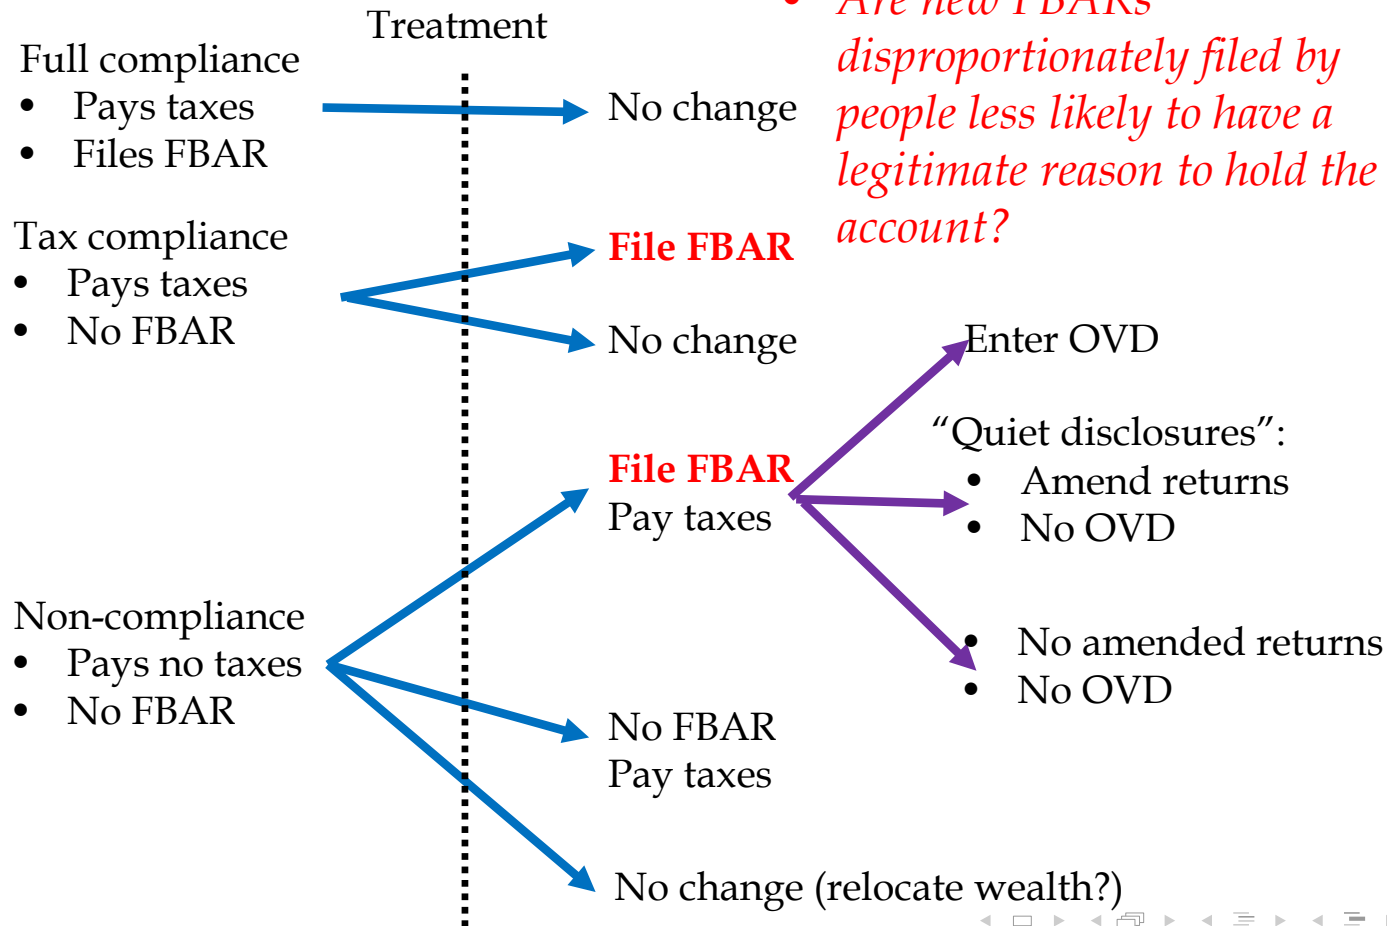 Treatment
Full compliance
• Pays taxes
• Files FBAR
No change
• Are new FBARs
disproportionately filed by
people less likely to have a
legitimate reason to hold the
account?
Tax compliance
• Pays taxes
• No FBAR
File FBAR
No change
Enter OVD
“Quiet disclosures”:
• Amend returns
• No OVD
File FBAR
Pay taxes
Non-compliance
• Pays no taxes
• No FBAR
• No amended returns
• No OVD
No FBAR
Pay taxes
No change (relocate wealth?)